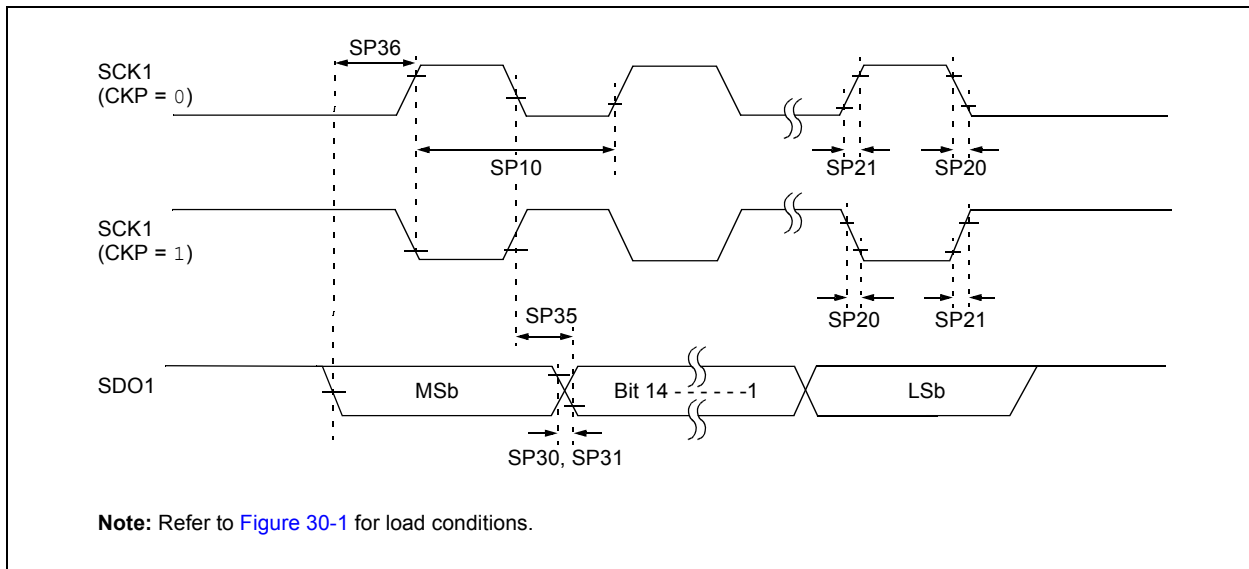 SP36
SCK1
(CKP = 0)
SP10
SP21
SP20
SCK1
(CKP = 1)
SP35
SP20
SP21
SDO1
MSb
Bit 14 - - - - - -1
LSb
SP30, SP31
Note: Refer to Figure 30-1 for load conditions.